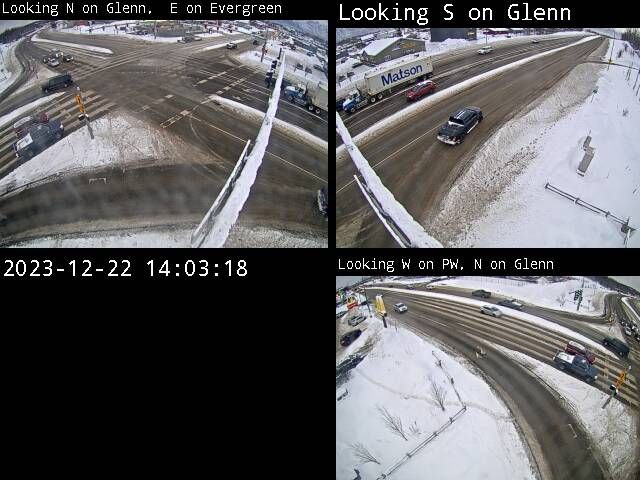 Looking N on Glenn, E on Evergreen
Looking S on Glenn
Matson
2023-12-22 14:03:18
Looking W on PW, N on Glenn